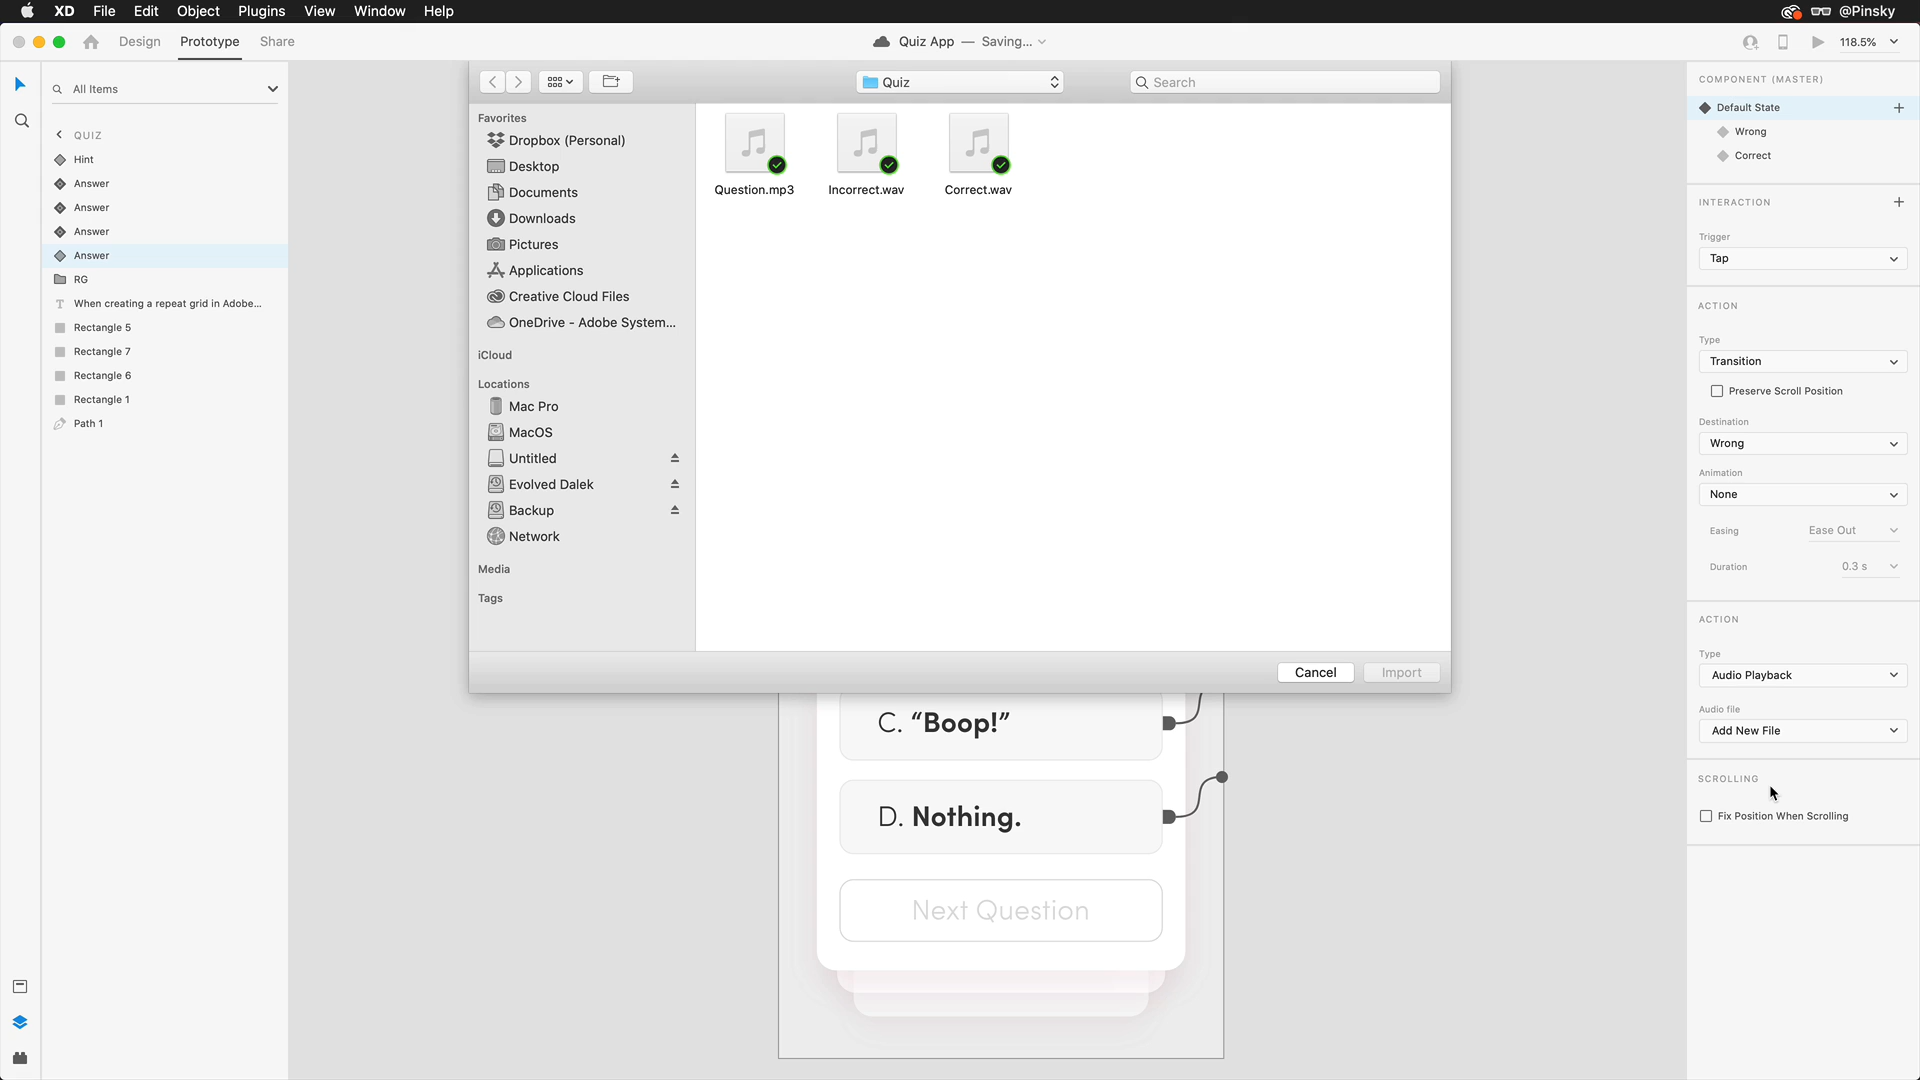 XD File Edit Object Plugins View Window Help
@Pinsky
Design Prototype Share
Quiz App — Saving...
118.5%
All Items
QUIZ
Hint
Answer
Answer
Answer
Answer
RG
When creating a repeat grid in Adobe...
Rectangle 5
Rectangle 7
Rectangle 6
Rectangle 1
Path 1
Quiz
Search
Favorites
Dropbox (Personal)
Desktop
Documents
Downloads
Pictures
Applications
Creative Cloud Files
OneDrive - Adobe System...
iCloud
Locations
Mac Pro
MacOS
Untitled
Evolved Dalek
Backup
Network
Media
Tags
Question.mp3
Incorrect.wav
Correct.wav
Cancel
Import
C. “Boop!”
D. Nothing.
Next Question
COMPONENT (MASTER)
Default State
Wrong
Correct
INTERACTION
Trigger
Tap
ACTION
Type
Transition
Preserve Scroll Position
Destination
Wrong
Animation
None
Easing Ease Out
Duration 0.3 s
ACTION
Type
Audio Playback
Audio file
Add New File
SCROLLING
Fix Position When Scrolling